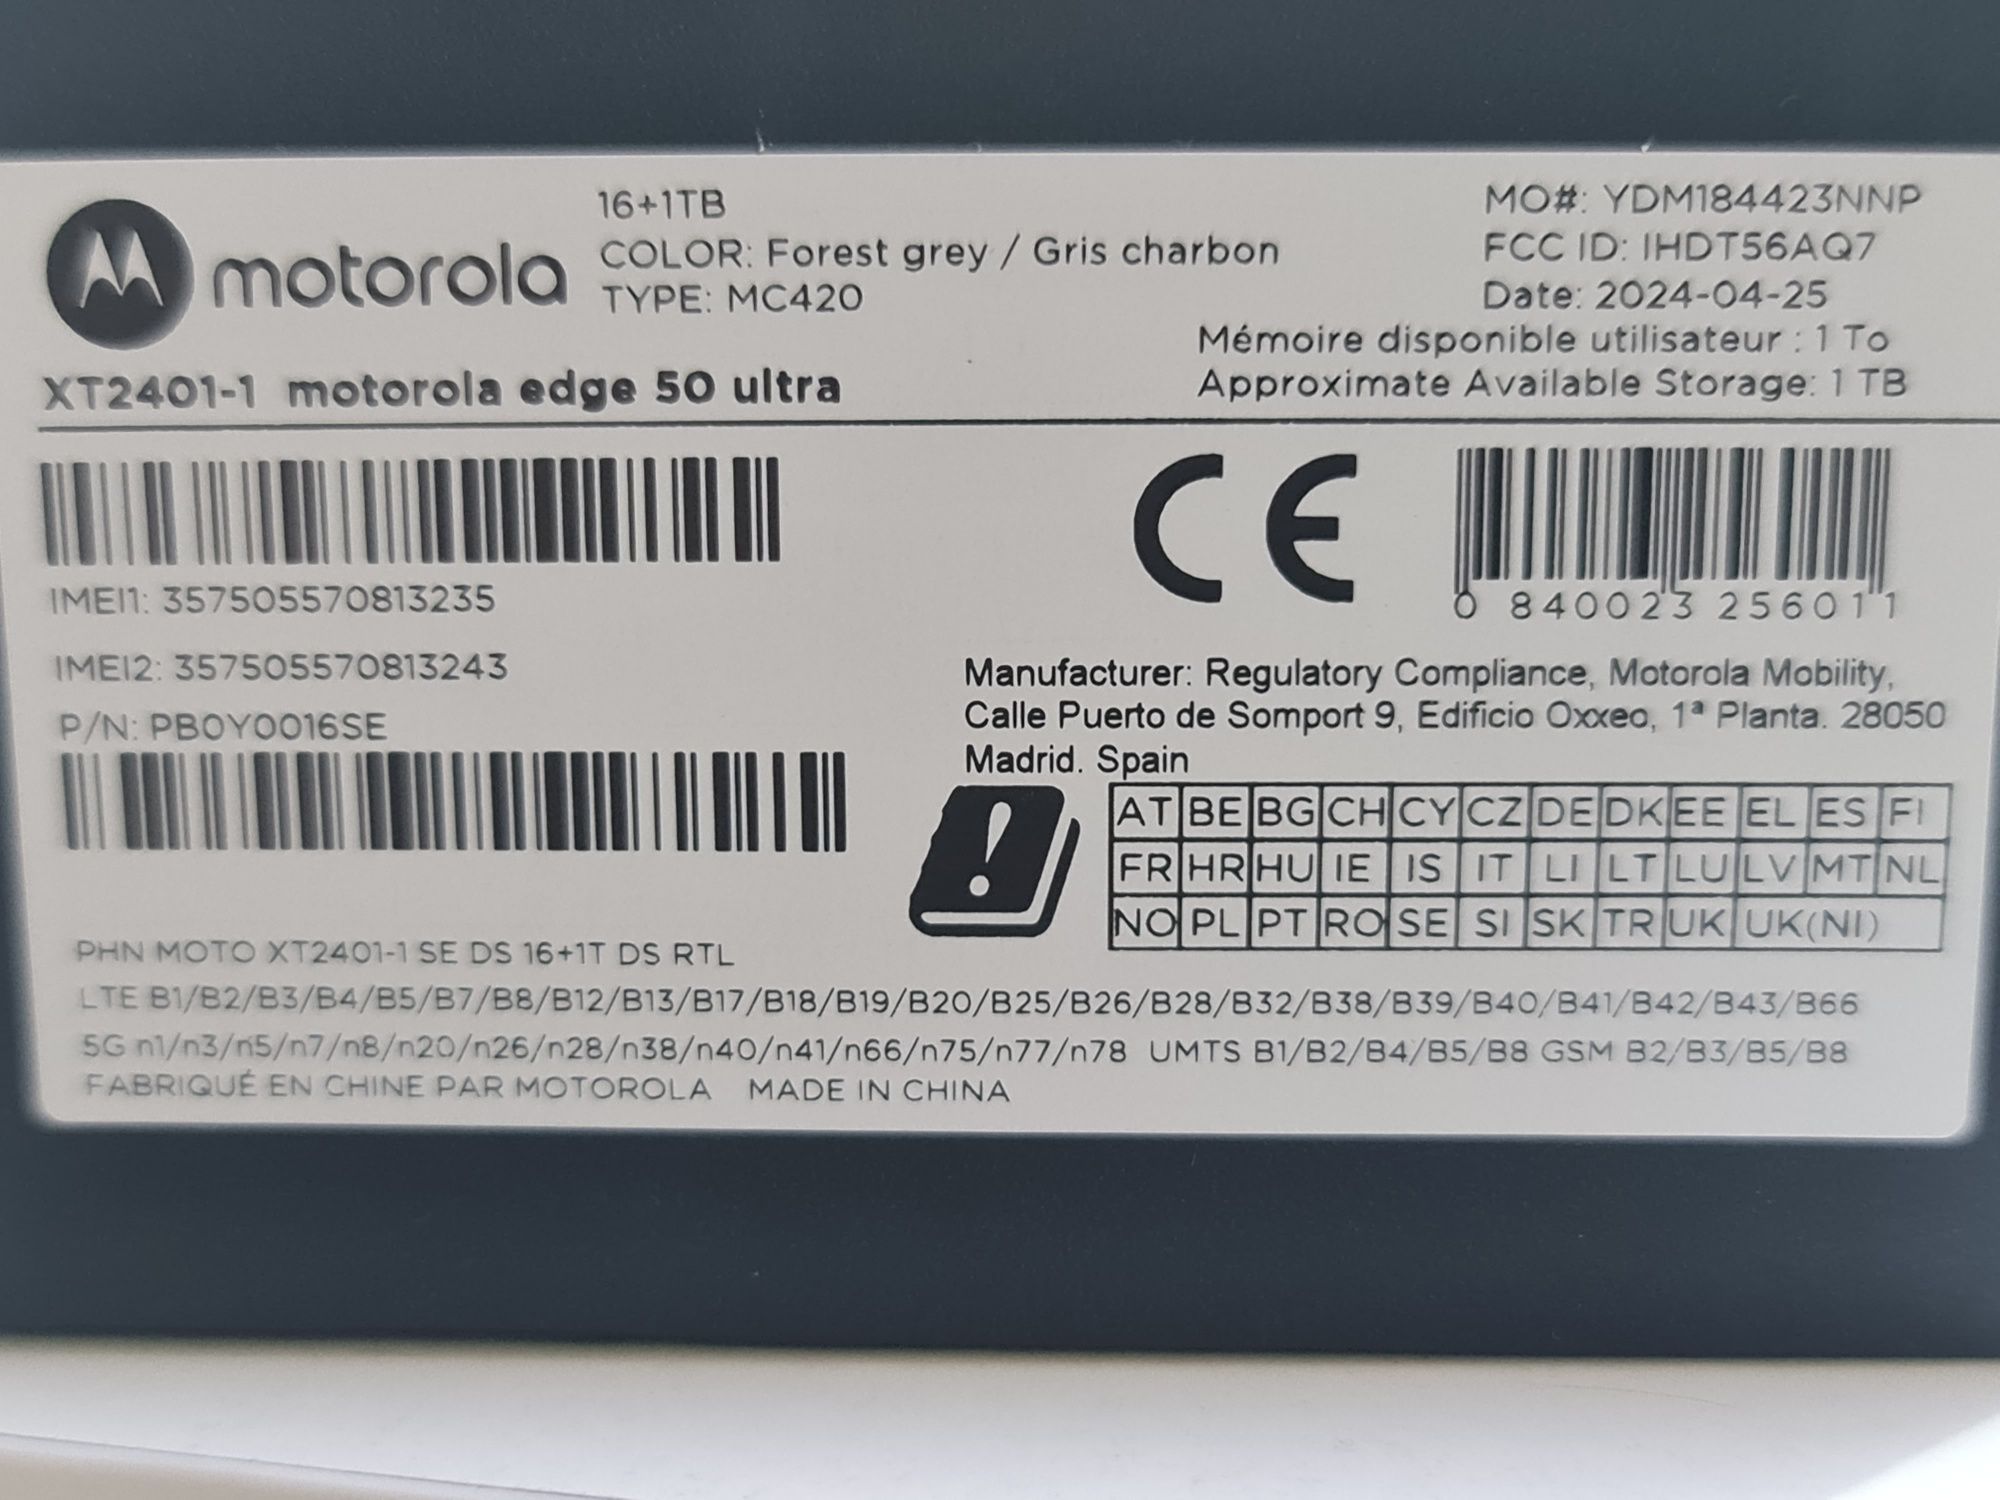 motorola
16+1TB
COLOR: Forest grey / Gris charbon
TYPE: MC420
XT2401-1 motorola edge 50 ultra
MO#: YDM184423NNP
FCC ID: IHDT56AQ7
Date: 2024-04-25
Mémoire disponible utilisateur : 1 To
Approximate Available Storage: 1 TB
IMEI1: 357505570813235
IMEI2: 357505570813243
P/N: PB0Y0016SE
CE
0 840023 256011
Manufacturer: Regulatory Compliance, Motorola Mobility,
Calle Puerto de Somport 9, Edificio Oxxeo, 1ª Planta. 28050
Madrid. Spain
AT BE BG CH CY CZ DE DK EE EL ES FI
FR HR HU IE IS IT LI LT LU LV MT NL
NO PL PT RO SE SI SK TR UK UK(NI)
PHN MOTO XT2401-1 SE DS 16+1T DS RTL
LTE B1/B2/B3/B4/B5/B7/B8/B12/B13/B17/B18/B19/B20/B25/B26/B28/B32/B38/B39/B40/B41/B42/B43/B66
5G n1/n3/n5/n7/n8/n20/n26/n28/n38/n40/n41/n66/n75/n77/n78 UMTS B1/B2/B4/B5/B8 GSM B2/B3/B5/B8
FABRIQUÉ EN CHINE PAR MOTOROLA MADE IN CHINA